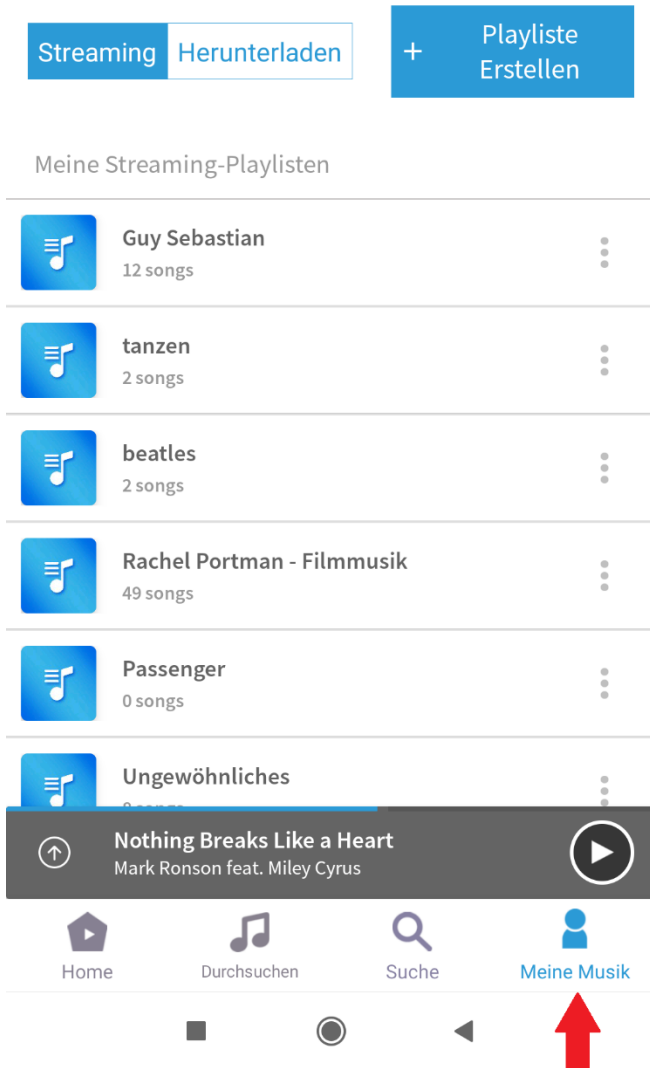 Streaming
Herunterladen
+ Playliste
Erstellen
Meine Streaming-Playlisten
Guy Sebastian
12 songs
tanzen
2 songs
beatles
2 songs
Rachel Portman - Filmmusik
49 songs
Passenger
0 songs
Ungewöhnliches
Nothing Breaks Like a Heart
Mark Ronson feat. Miley Cyrus
Home
Durchsuchen
Suche
Meine Musik